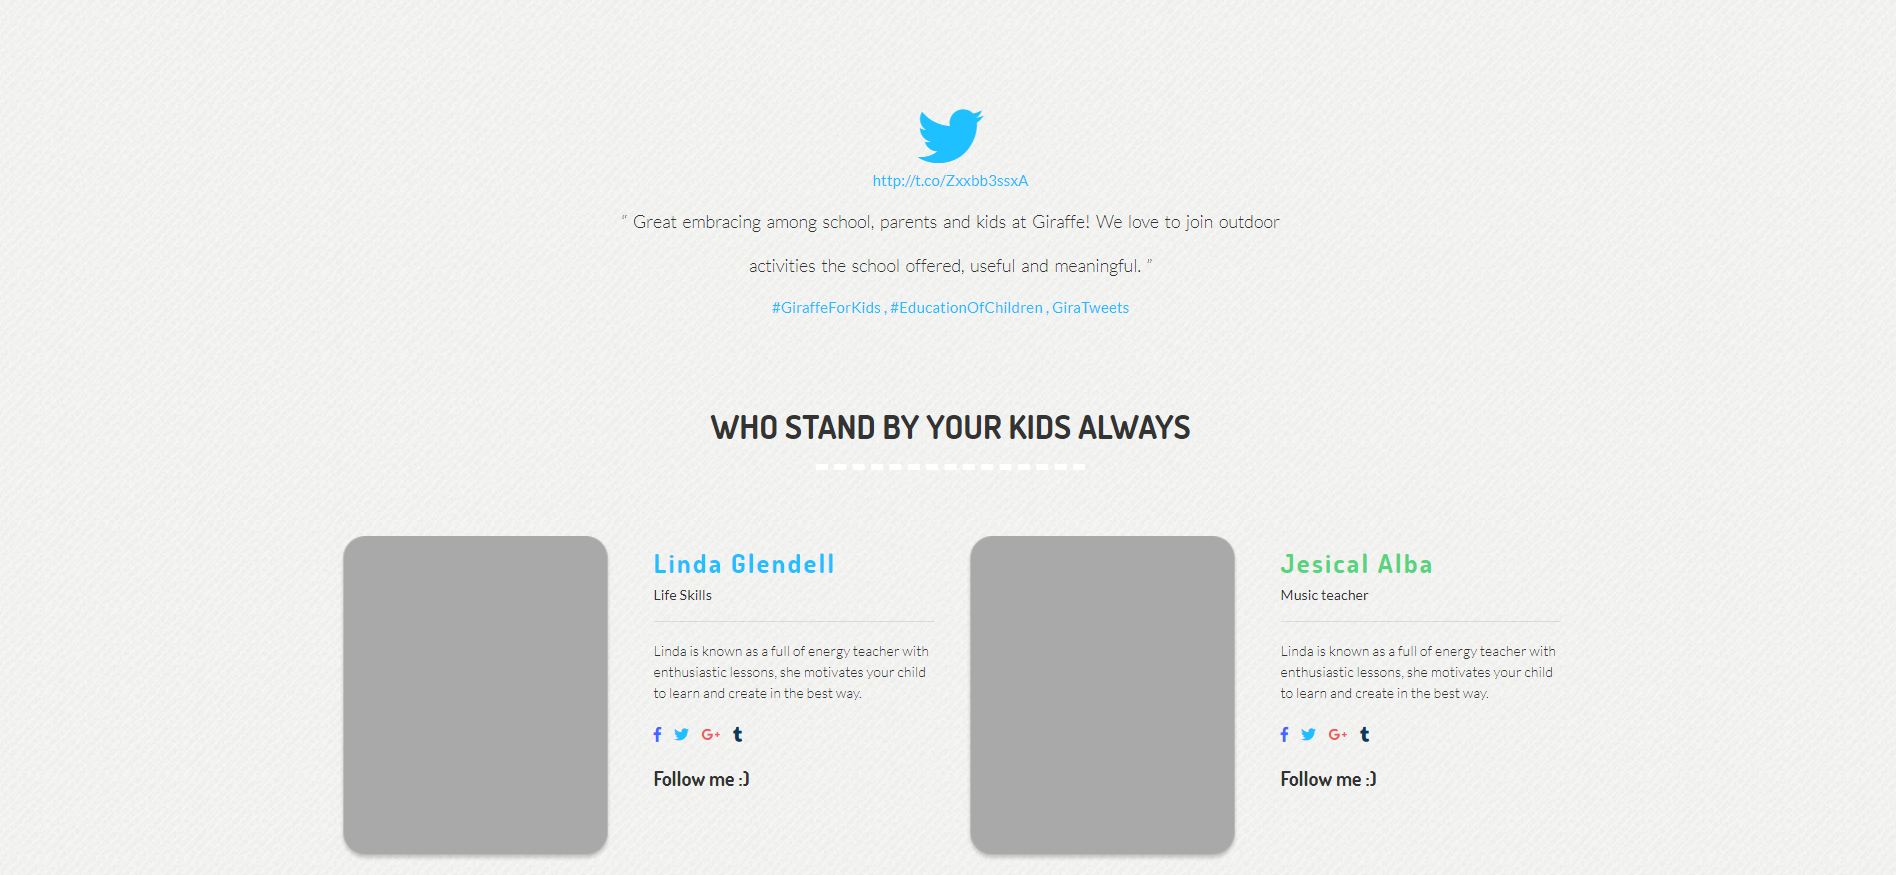 http://t.co/Zxxbb3ssxA
“ Great embracing among school, parents and kids at Giraffe! We love to join outdoor
activities the school offered, useful and meaningful. ”
#GiraffeForKids , #EducationOfChildren , GiraTweets
WHO STAND BY YOUR KIDS ALWAYS
Linda Glendell
Life Skills
Linda is known as a full of energy teacher with
enthusiastic lessons, she motivates your child
to learn and create in the best way.
Follow me :)
Jesical Alba
Music teacher
Linda is known as a full of energy teacher with
enthusiastic lessons, she motivates your child
to learn and create in the best way.
Follow me :)